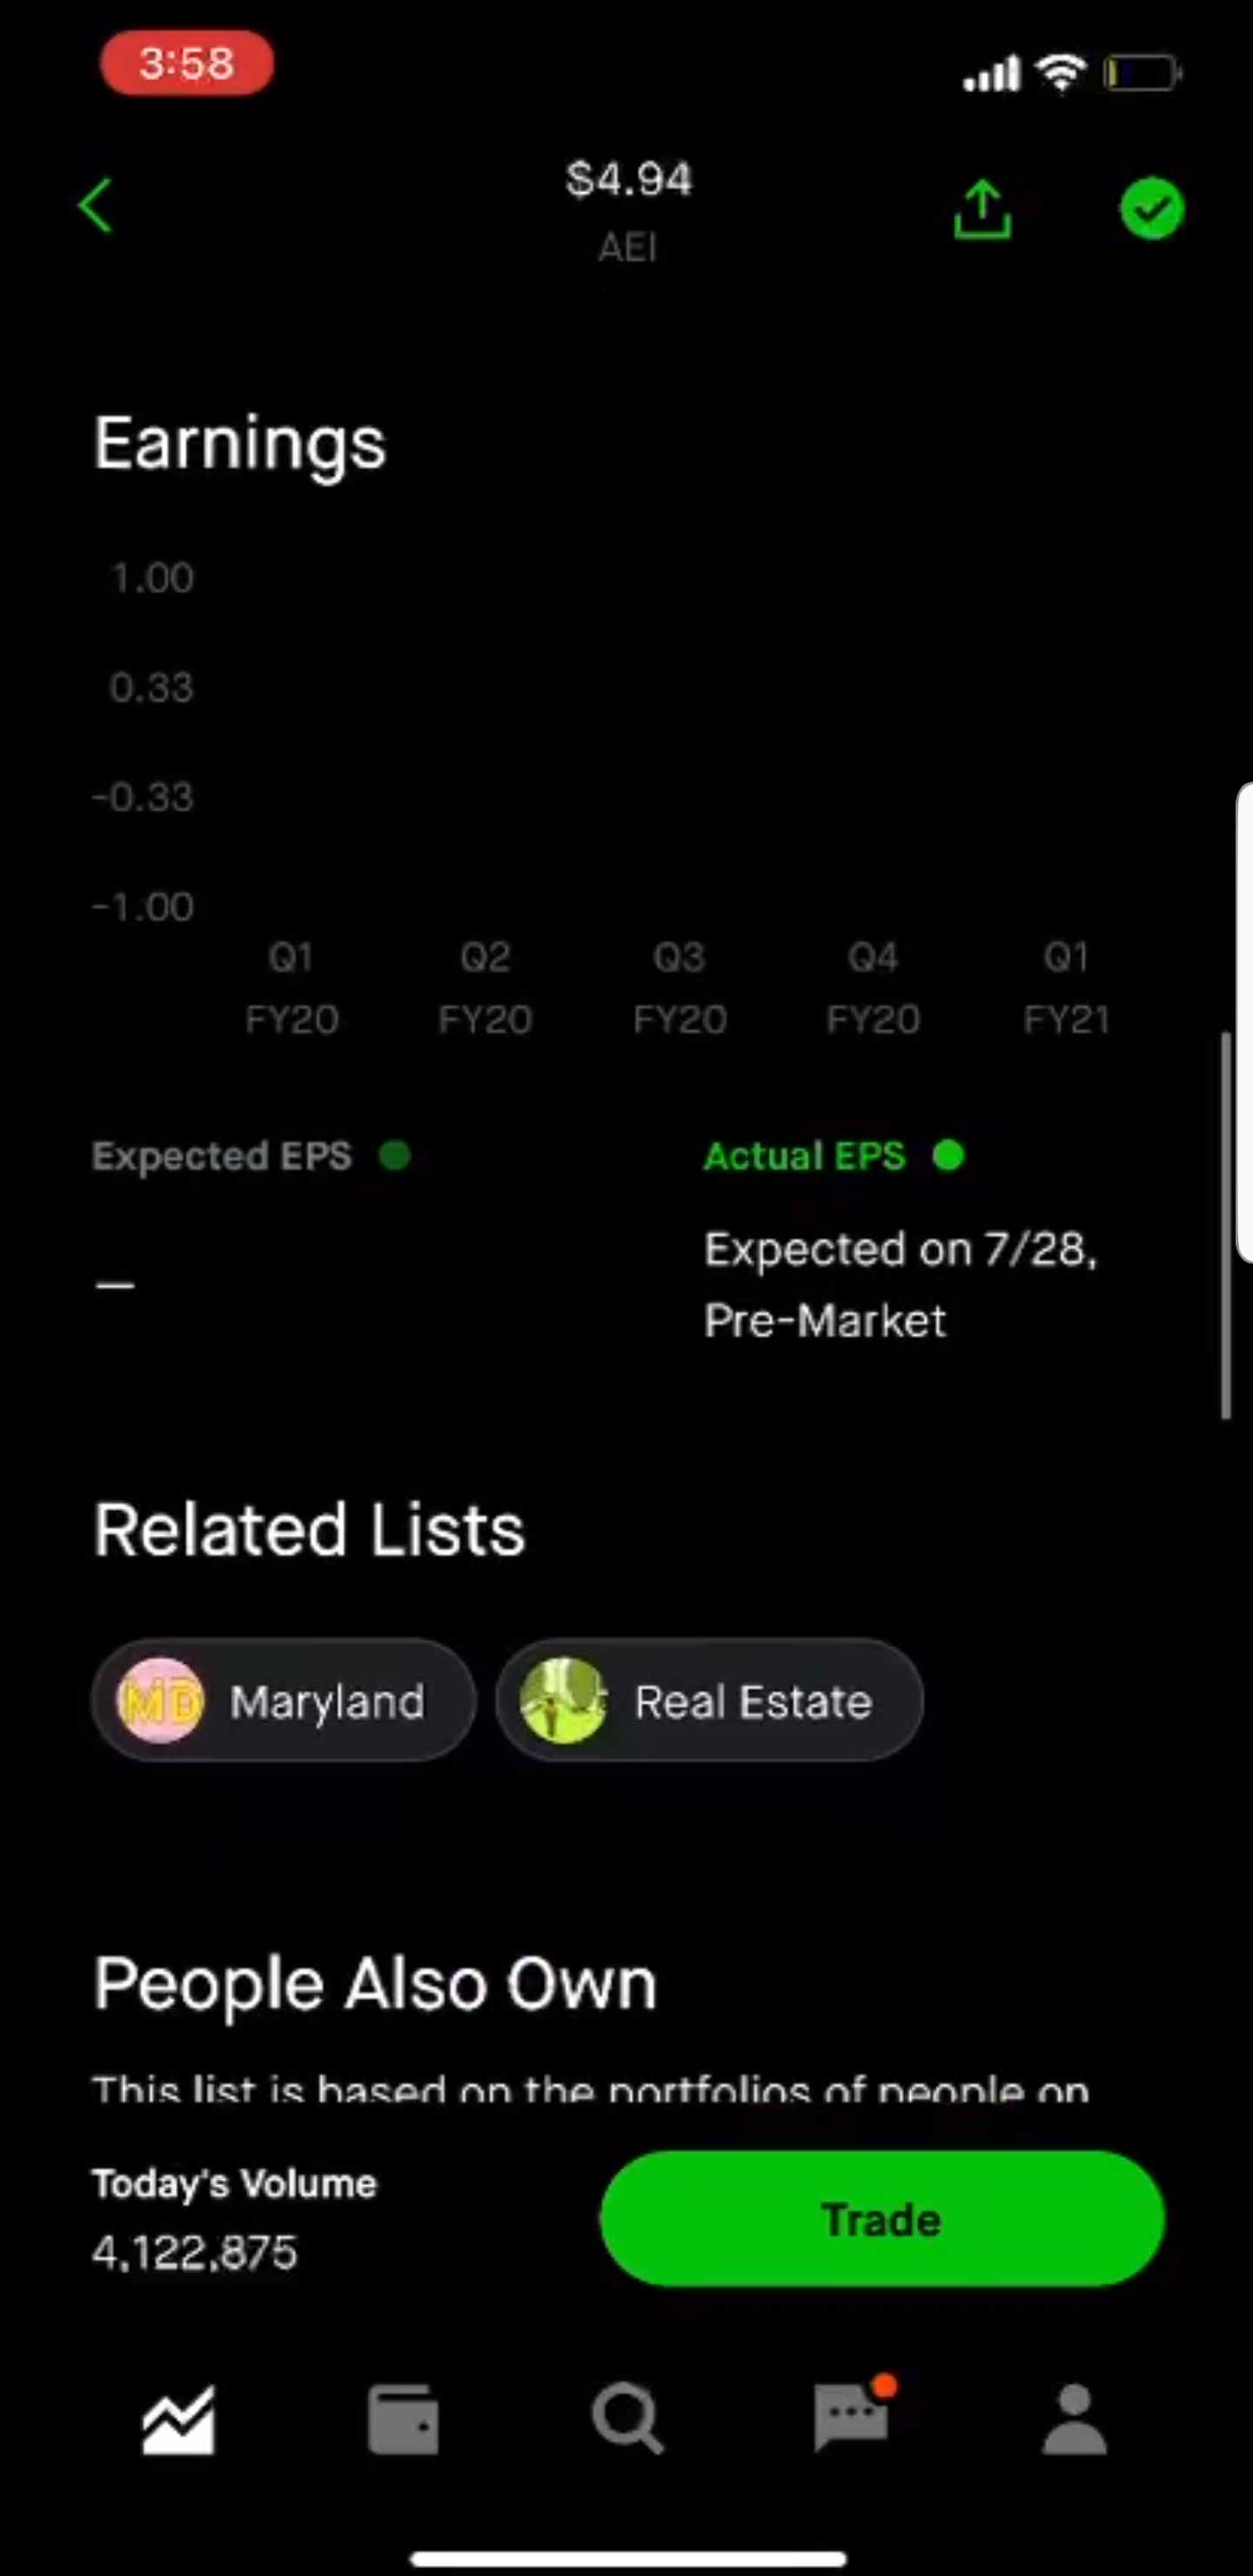 3:58
$4.94
AEI
Earnings
1.00
0.33
-0.33
-1.00
Q1 Q2 Q3 Q4 Q1
FY20 FY20 FY20 FY20 FY21
Expected EPS Actual EPS
– Expected on 7/28,
Pre-Market
Related Lists
MD Maryland Real Estate
People Also Own
This list is based on the portfolios of people on
Today's Volume
4,122,875
Trade